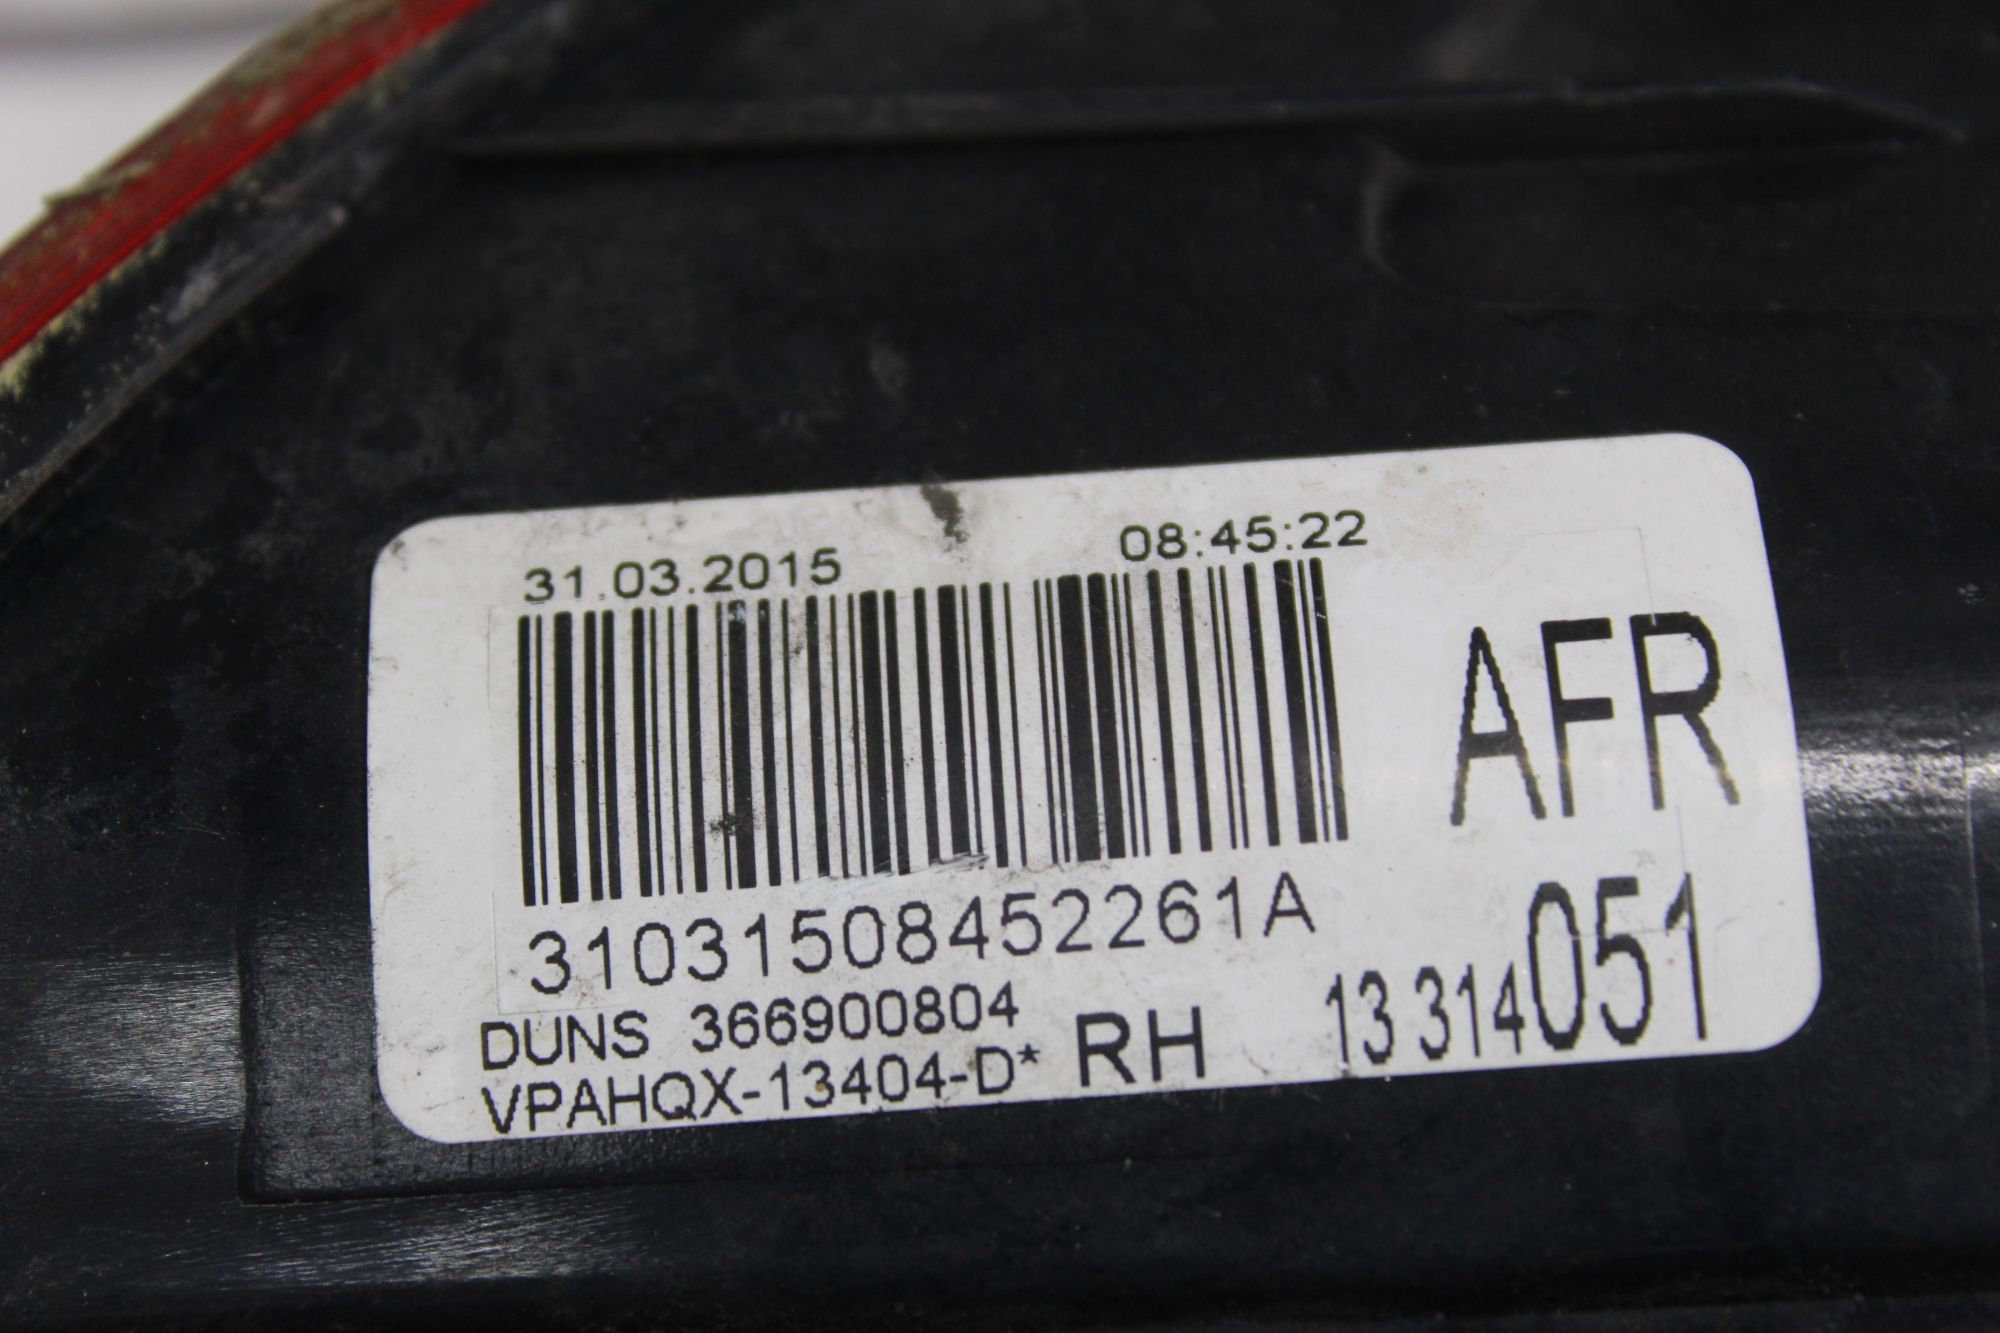 31.03.2015 08:45:22
AFR
31031508452261A
DUNS 366900804
VPAHQX-13404-D* RH 13 314 051